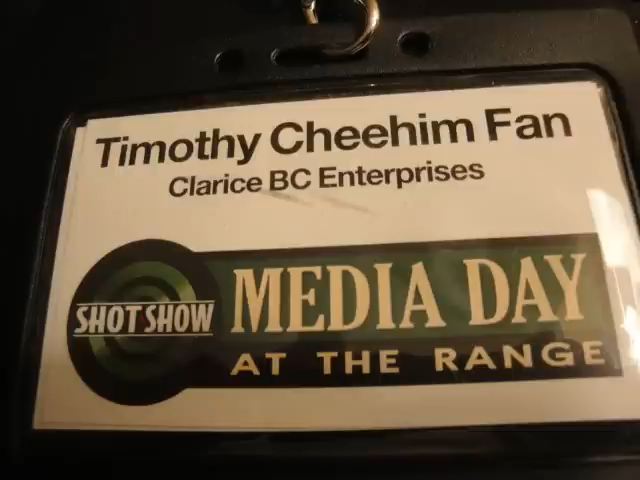 Timothy Cheehim Fan
Clarice BC Enterprises
SHOT SHOW
MEDIA DAY
AT THE RANGE